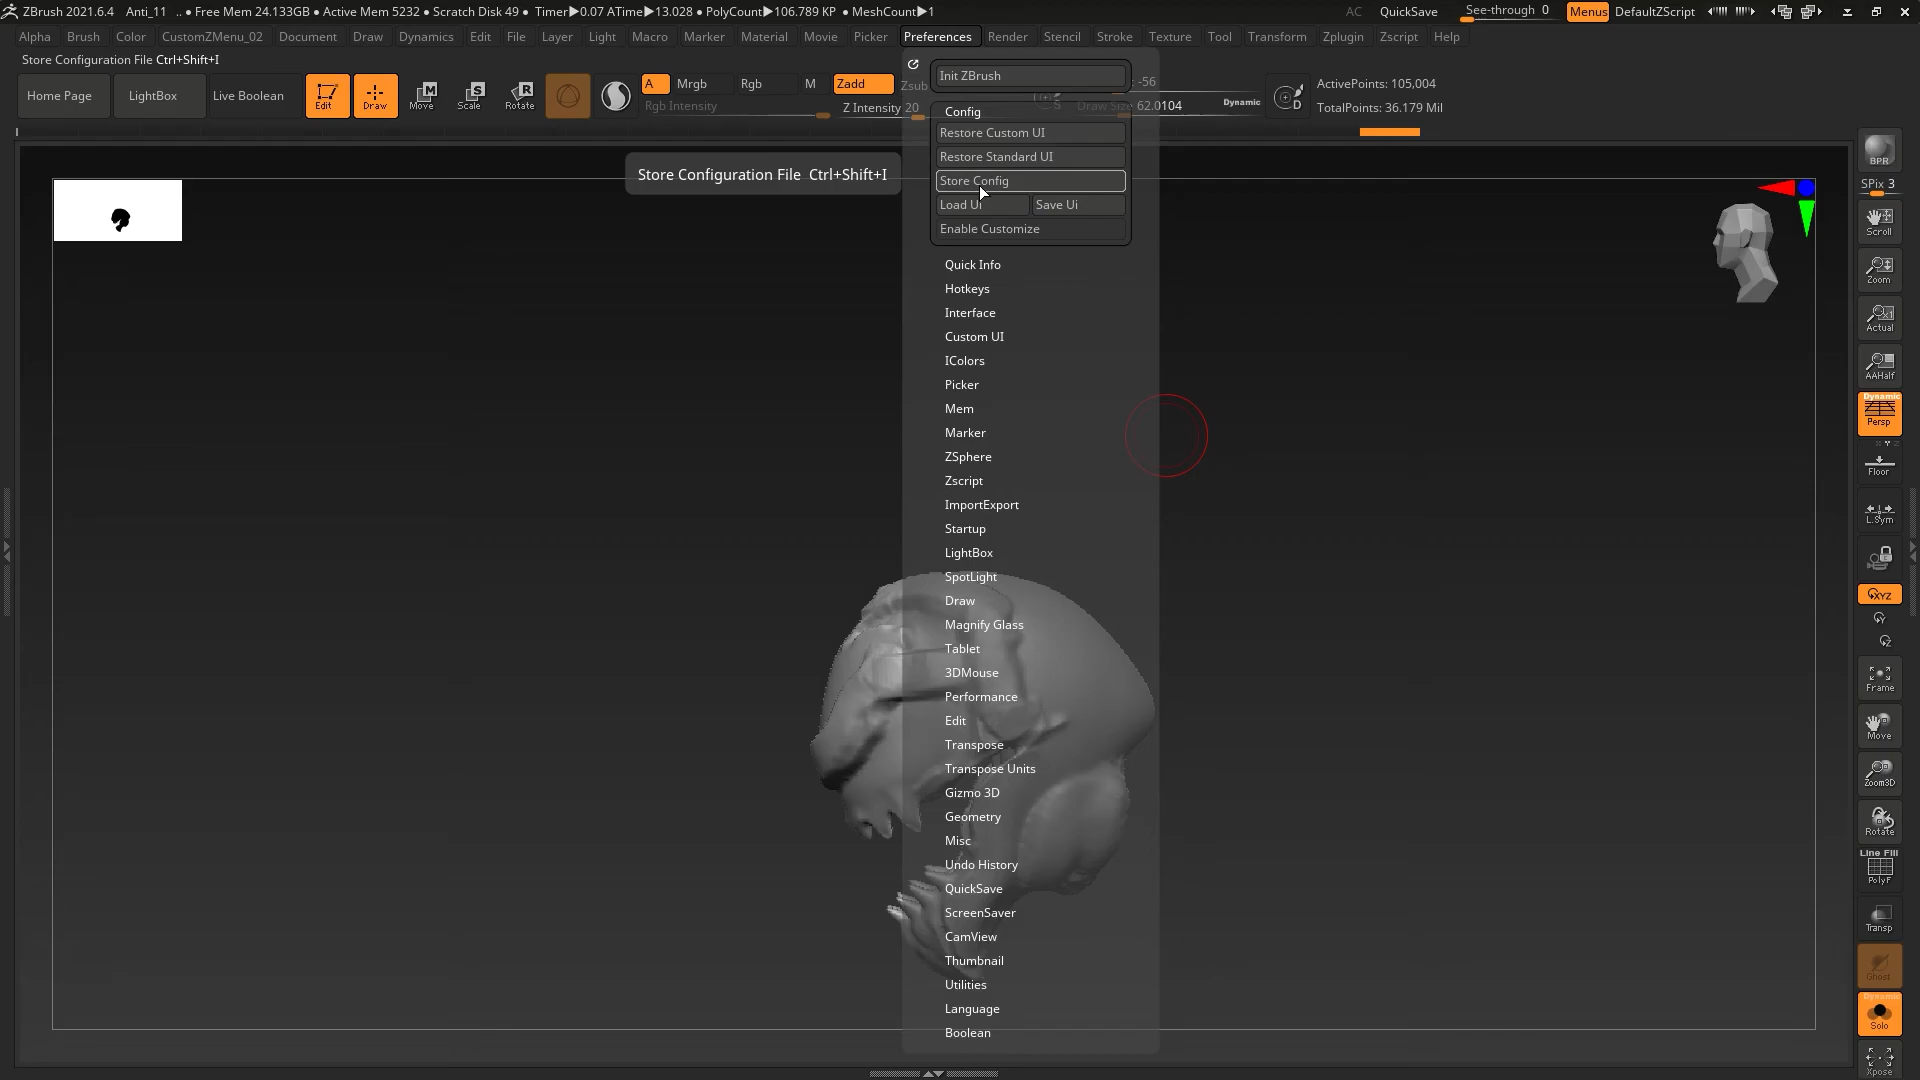 ZBrush 2021.6.4 Anti_11 .. ● Free Mem 24.133GB ● Active Mem 5232 ● Scratch Disk 49 ● Timer▶0.07 ATime▶13.028 ● PolyCount▶106.789 KP ● MeshCount▶1 AC QuickSave See-through 0 Menus DefaultZScript
Alpha Brush Color CustomZMenu_02 Document Draw Dynamics Edit File Layer Light Macro Marker Material Movie Picker Preferences Render Stencil Stroke Texture Tool Transform Zplugin Zscript Help
Store Configuration File Ctrl+Shift+I
Home Page LightBox Live Boolean Edit Draw Move Scale Rotate A Mrgb Rgb M Zadd Zsub
Rgb Intensity Z Intensity 20
-56
Draw Size 62.0104 Dynamic
ActivePoints: 105,004
TotalPoints: 36.179 Mil
Store Configuration File Ctrl+Shift+I
Init ZBrush
Config
Restore Custom UI
Restore Standard UI
Store Config
Load Ui Save Ui
Enable Customize
Quick Info
Hotkeys
Interface
Custom UI
IColors
Picker
Mem
Marker
ZSphere
Zscript
ImportExport
Startup
LightBox
SpotLight
Draw
Magnify Glass
Tablet
3DMouse
Performance
Edit
Transpose
Transpose Units
Gizmo 3D
Geometry
Misc
Undo History
QuickSave
ScreenSaver
CamView
Thumbnail
Utilities
Language
Boolean
BPR
SPix 3
Scroll
Zoom
Actual
AAHalf
Dynamic
Persp
Floor
L.Sym
XYZ
Y
Z
Frame
Move
Zoom3D
Rotate
Line Fill
PolyF
Transp
Ghost
Dynamic
Solo
Xpose